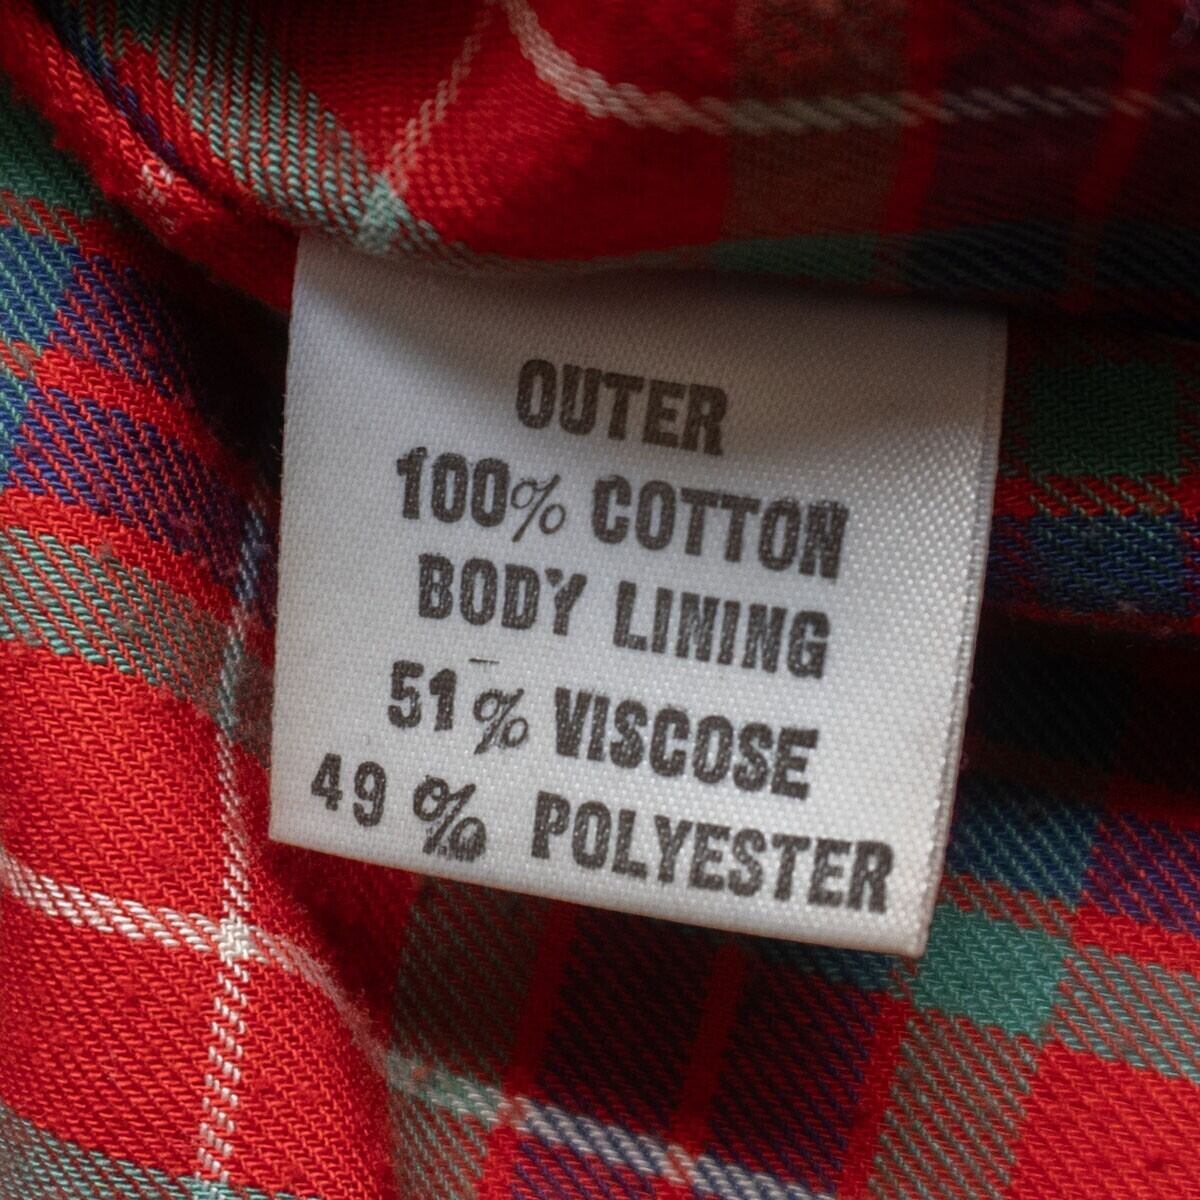 OUTER
100% COTTON
BODY LINING
51% VISCOSE
49% POLYESTER